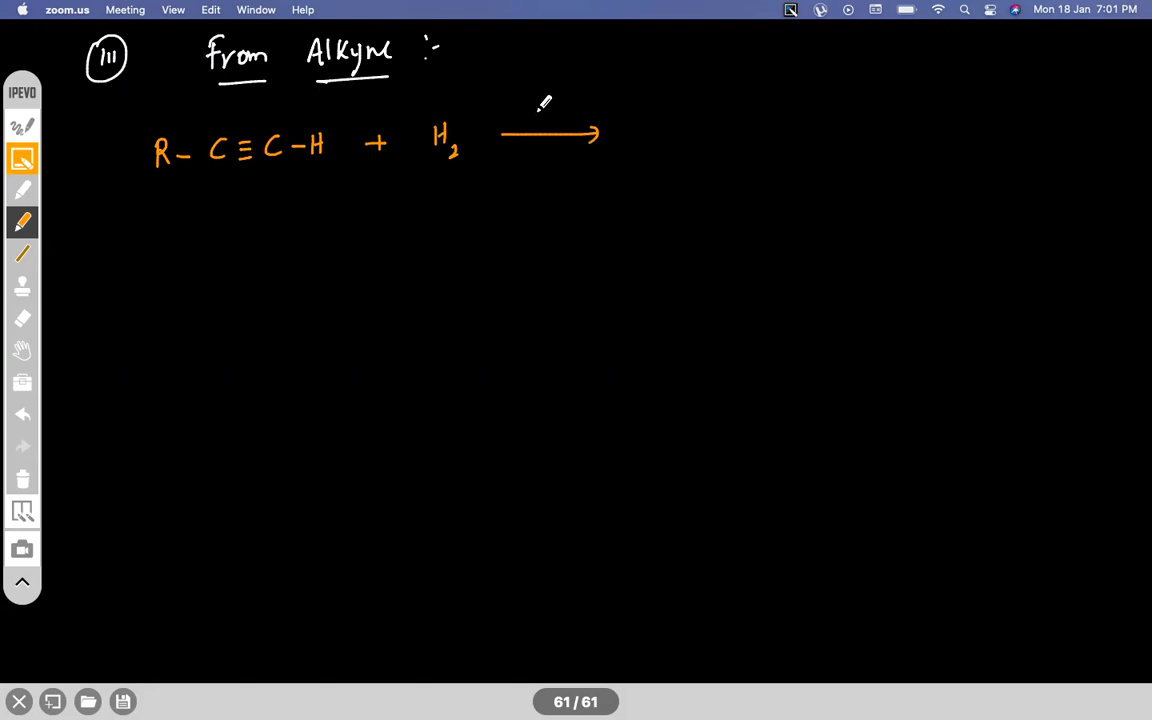 zoom.us Meeting View Edit Window Help Mon 18 Jan 7:01 PM
III From Alkyne :-
IPEVO
R - C ≡ C - H + H₂ ⟶
61 / 61